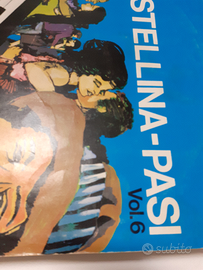 STELLINA-PASI
Vol. 6
subito